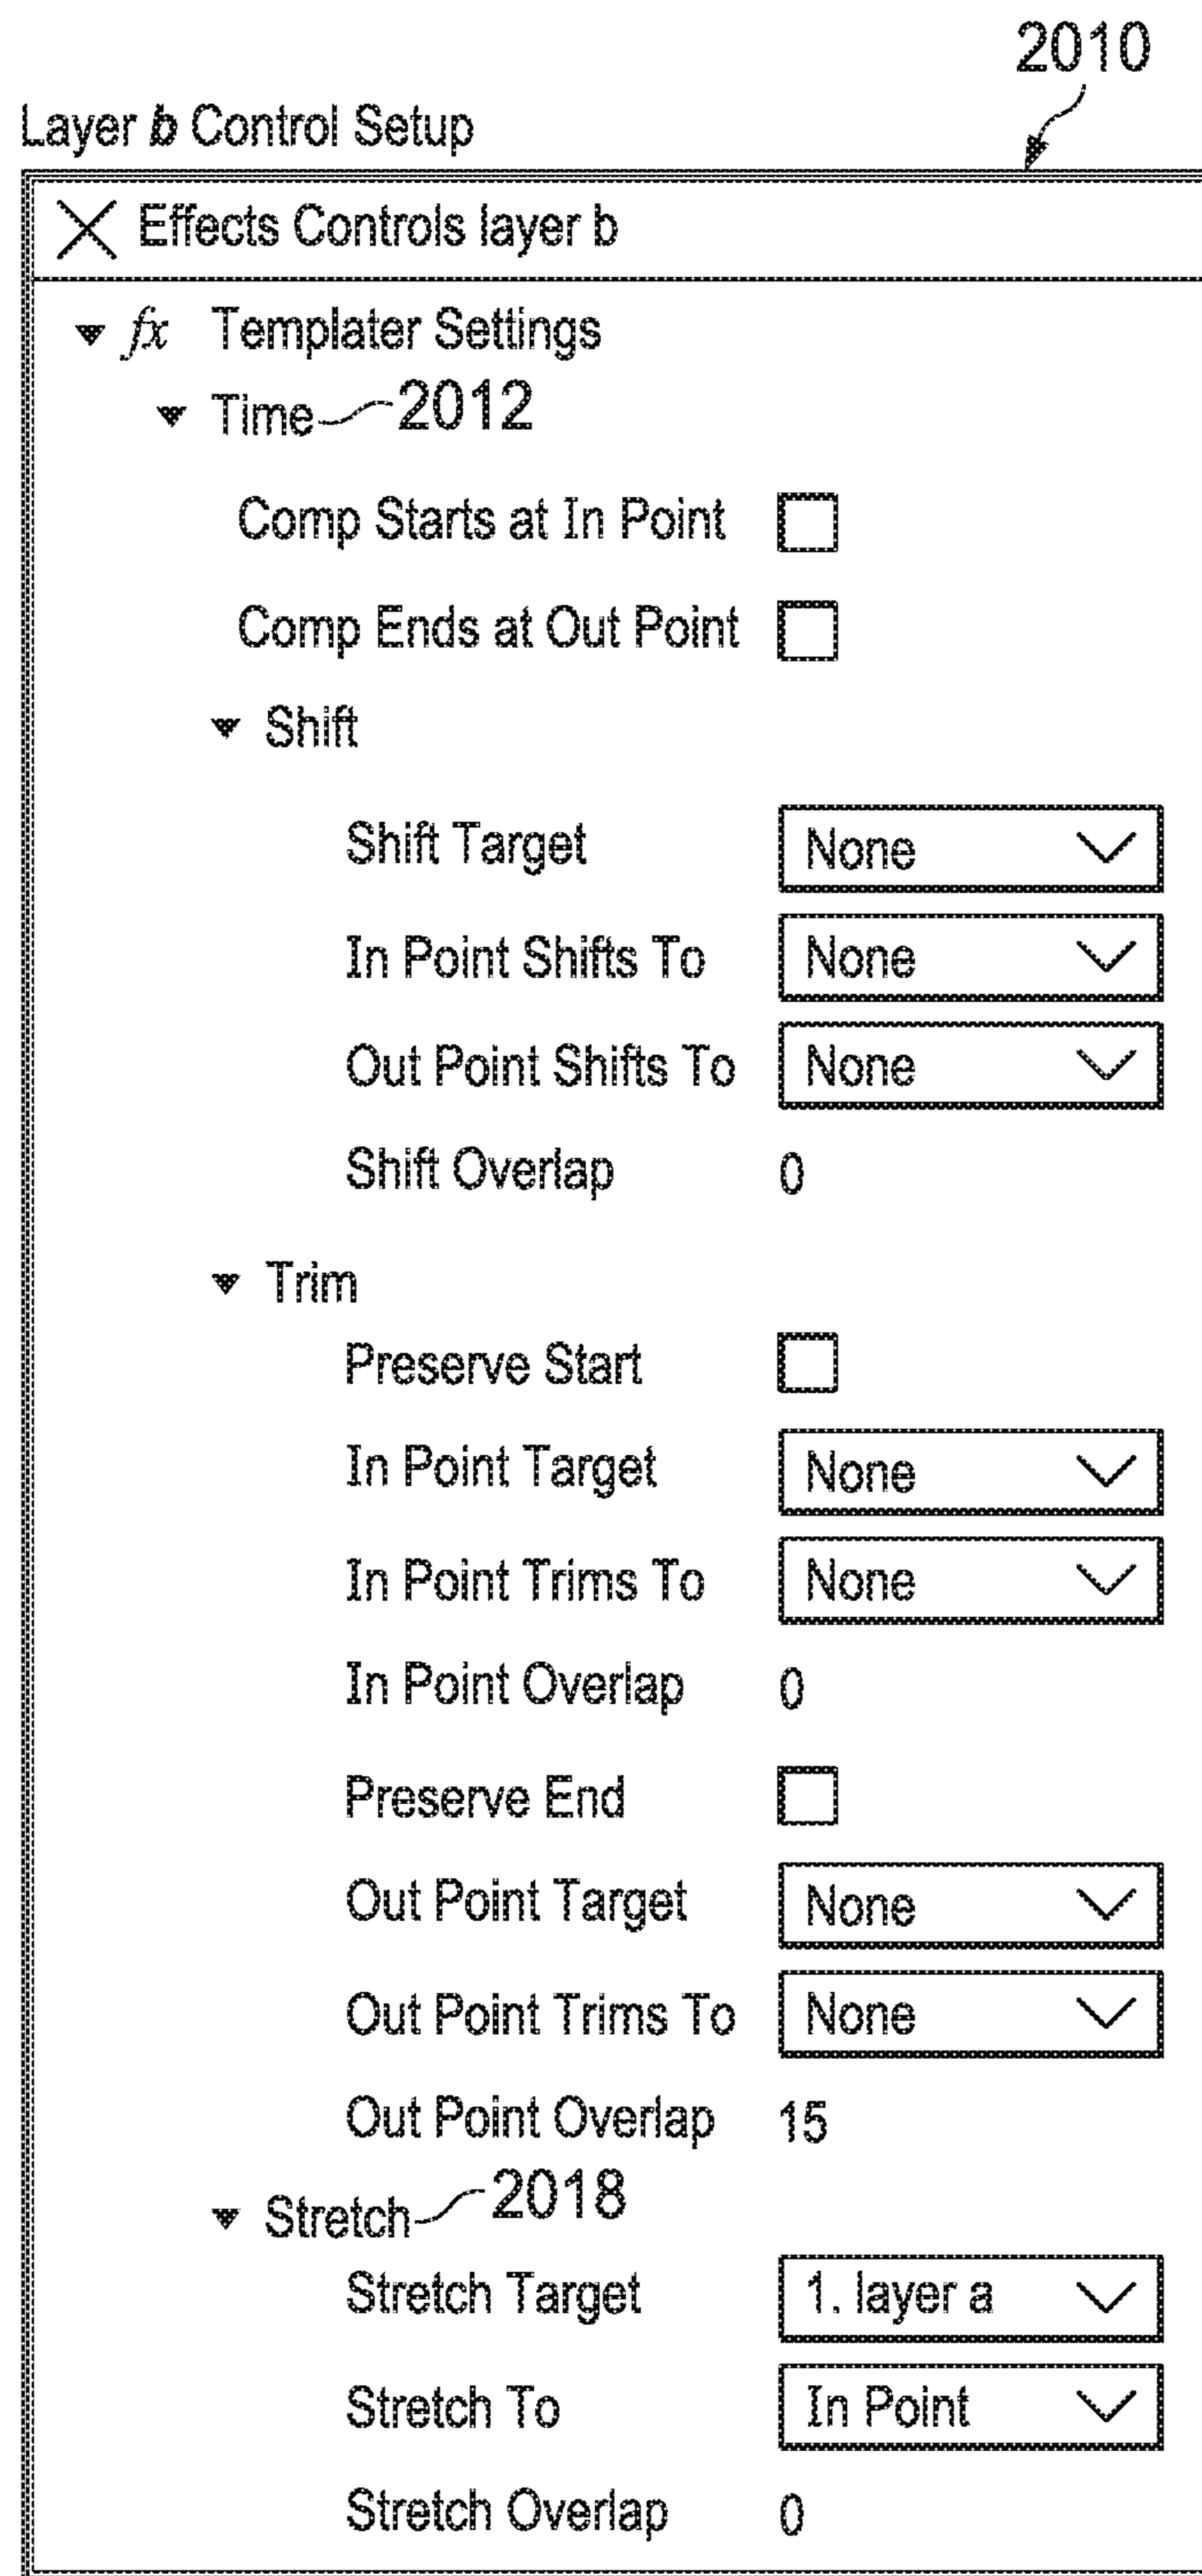 2010
Layer b Control Setup
Effects Controls layer b
fx Templater Settings
Time 2012
Comp Starts at In Point
Comp Ends at Out Point
Shift
Shift Target None
In Point Shifts To None
Out Point Shifts To None
Shift Overlap 0
Trim
Preserve Start
In Point Target None
In Point Trims To None
In Point Overlap 0
Preserve End
Out Point Target None
Out Point Trims To None
Out Point Overlap 15
Stretch 2018
Stretch Target 1. layer a
Stretch To In Point
Stretch Overlap 0